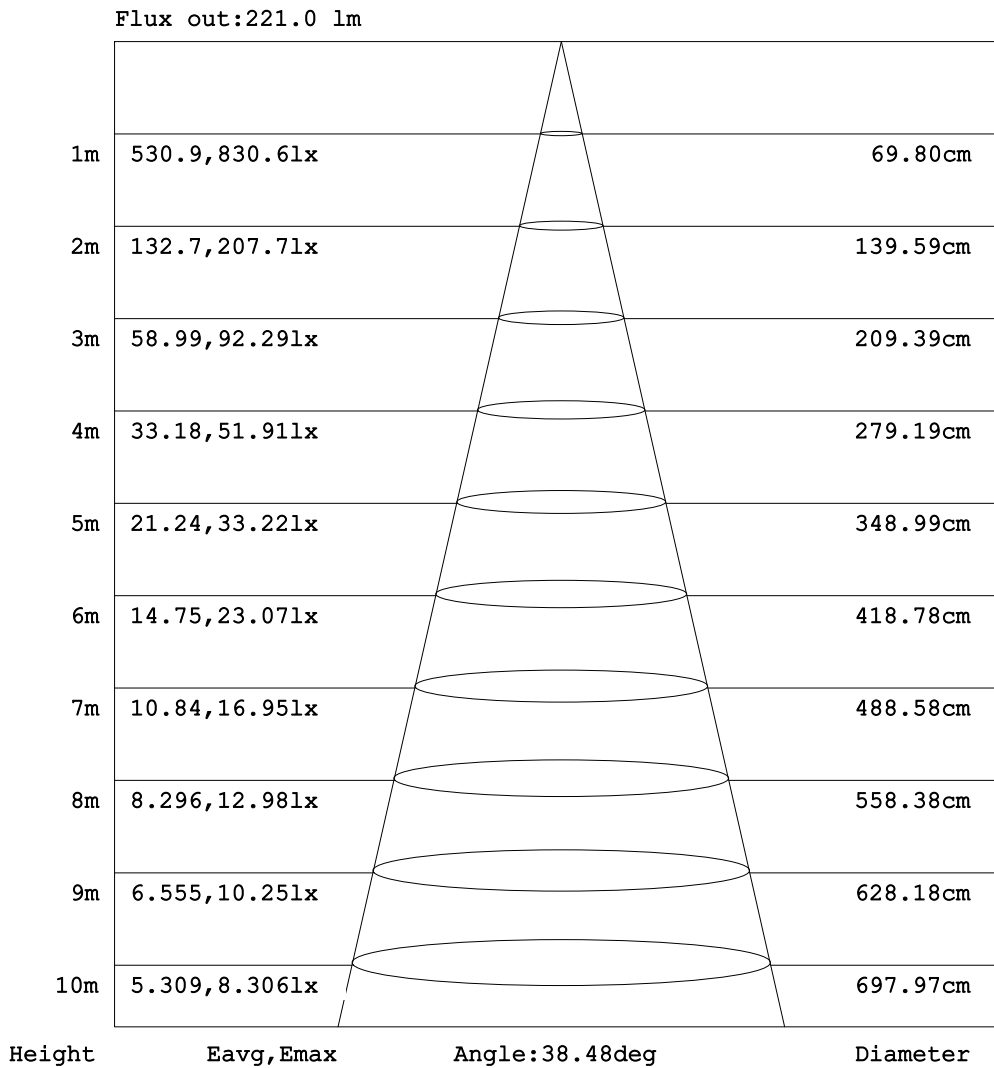 Flux out:221.0 lm
1m 530.9,830.6lx 69.80cm
2m 132.7,207.7lx 139.59cm
3m 58.99,92.29lx 209.39cm
4m 33.18,51.91lx 279.19cm
5m 21.24,33.22lx 348.99cm
6m 14.75,23.07lx 418.78cm
7m 10.84,16.95lx 488.58cm
8m 8.296,12.98lx 558.38cm
9m 6.555,10.25lx 628.18cm
10m 5.309,8.306lx 697.97cm
Height Eavg,Emax Angle:38.48deg Diameter